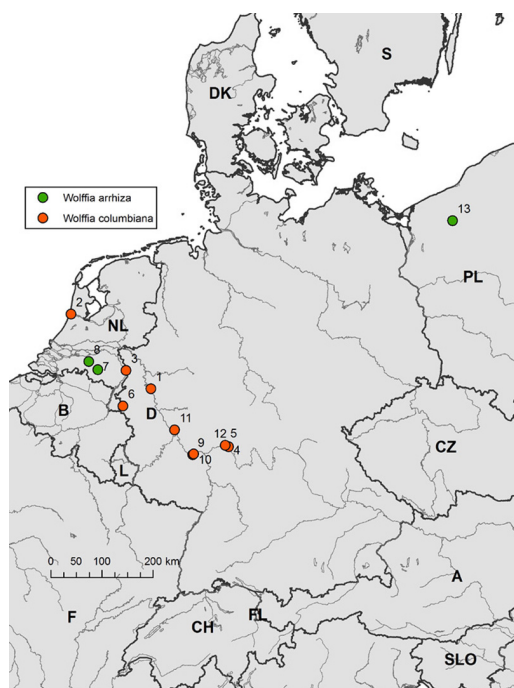 S
DK
Wolffia arrhiza
Wolffia columbiana
13
PL
2
NL
8
7
3
1
B
6
D
11
12 5
9
4
10
CZ
L
0 50 100 200 km
A
F
FL
CH
SLO